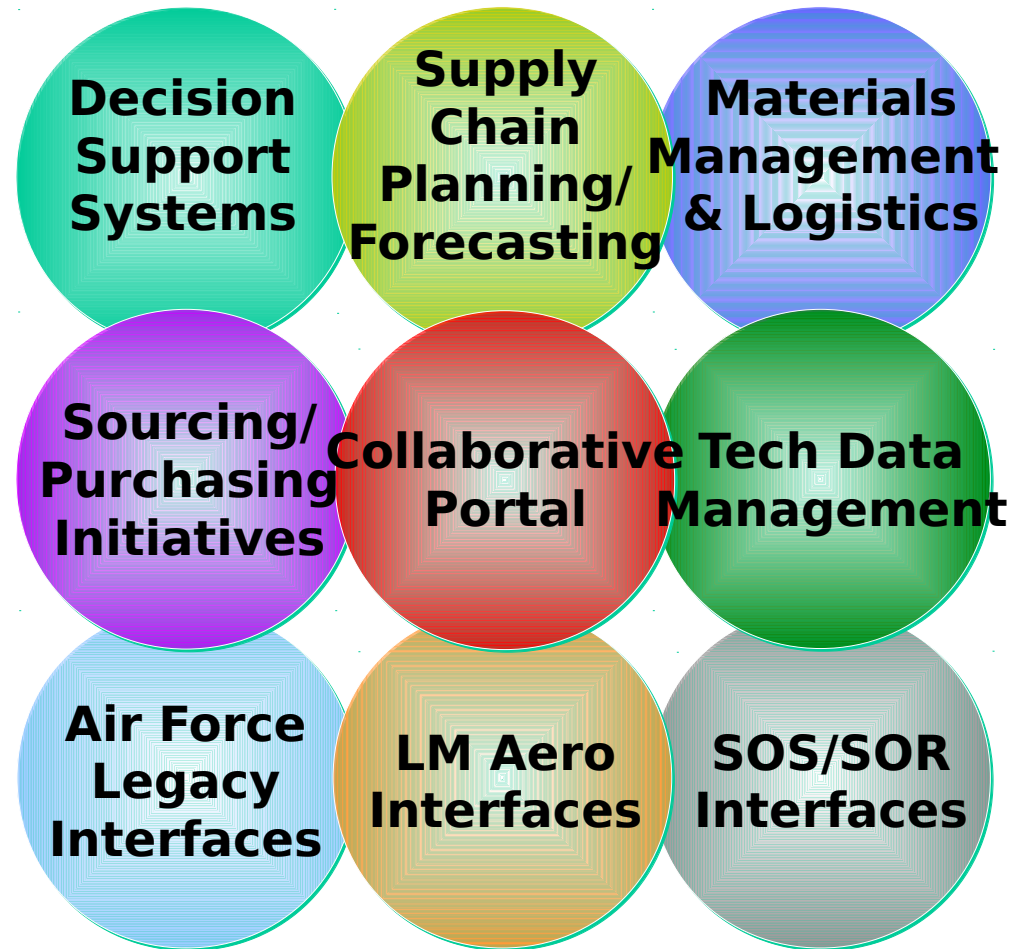 Decision
Support
Systems
Supply
Chain
Planning/
Forecasting
Materials
Management
& Logistics
Sourcing/
Purchasing
Initiatives
Collaborative
Portal
Tech Data
Management
Air Force
Legacy
Interfaces
LM Aero
Interfaces
SOS/SOR
Interfaces